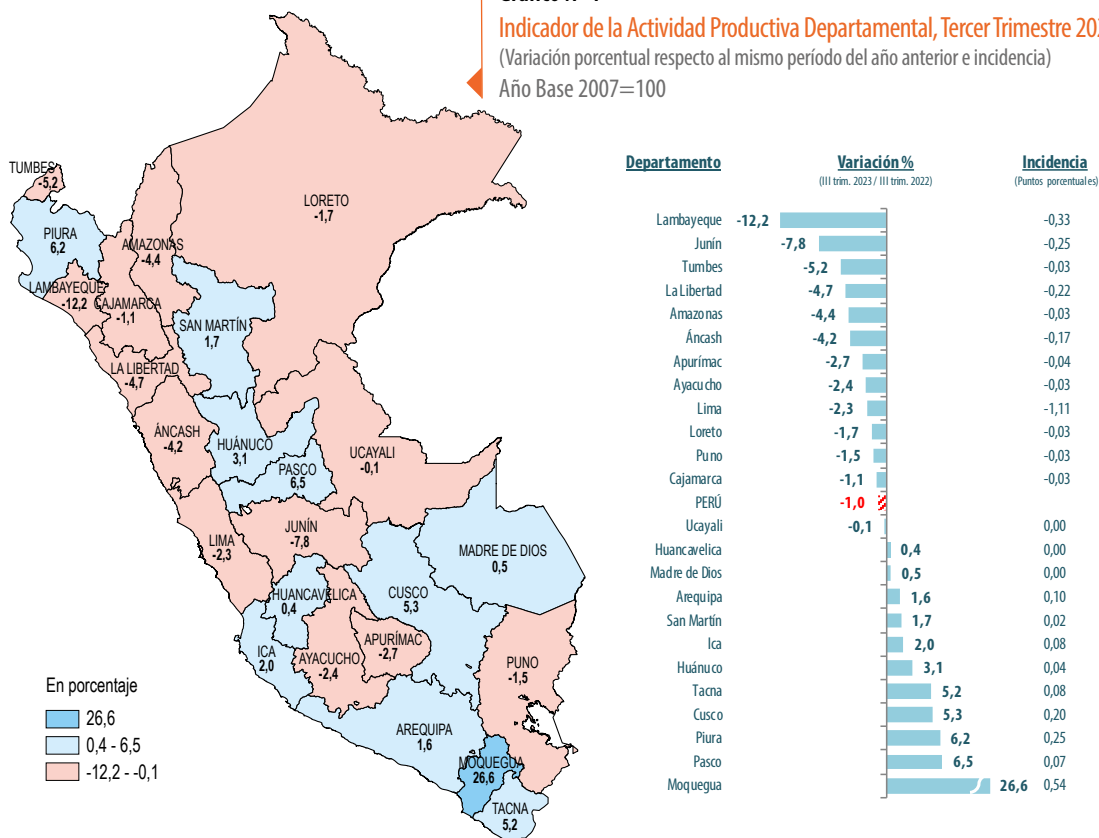 Indicador de la Actividad Productiva Departamental, Tercer Trimestre
(Variación porcentual respecto al mismo período del año anterior e incidencia)
Año Base 2007=100
TUMBES
-5,2
PIURA
6,2
LORETO
-1,7
AMAZONAS
-4,4
LAMBAYEQUE
-12,2
CAJAMARCA
-1,1
SAN MARTÍN
1,7
LA LIBERTAD
-4,7
ÁNCASH
-4,2
HUÁNUCO
3,1
UCAYALI
-0,1
PASCO
6,5
JUNÍN
-7,8
LIMA
-2,3
MADRE DE DIOS
0,5
HUANCAVELICA
0,4
CUSCO
5,3
ICA
2,0
AYACUCHO
-2,4
APURÍMAC
-2,7
PUNO
-1,5
AREQUIPA
1,6
MOQUEGUA
26,6
TACNA
5,2
En porcentaje
26,6
0,4 - 6,5
-12,2 - -0,1
Departamento Variación % Incidencia
(III trim. 2023 / III trim. 2022) (Puntos porcentuales)
Lambayeque -12,2 -0,33
Junín -7,8 -0,25
Tumbes -5,2 -0,03
La Libertad -4,7 -0,22
Amazonas -4,4 -0,03
Áncash -4,2 -0,17
Apurímac -2,7 -0,04
Ayacucho -2,4 -0,03
Lima -2,3 -1,11
Loreto -1,7 -0,03
Puno -1,5 -0,03
Cajamarca -1,1 -0,03
PERÚ -1,0
Ucayali -0,1 0,00
Huancavelica 0,4 0,00
Madre de Dios 0,5 0,00
Arequipa 1,6 0,10
San Martín 1,7 0,02
Ica 2,0 0,08
Huánuco 3,1 0,04
Tacna 5,2 0,08
Cusco 5,3 0,20
Piura 6,2 0,25
Pasco 6,5 0,07
Moquegua 26,6 0,54